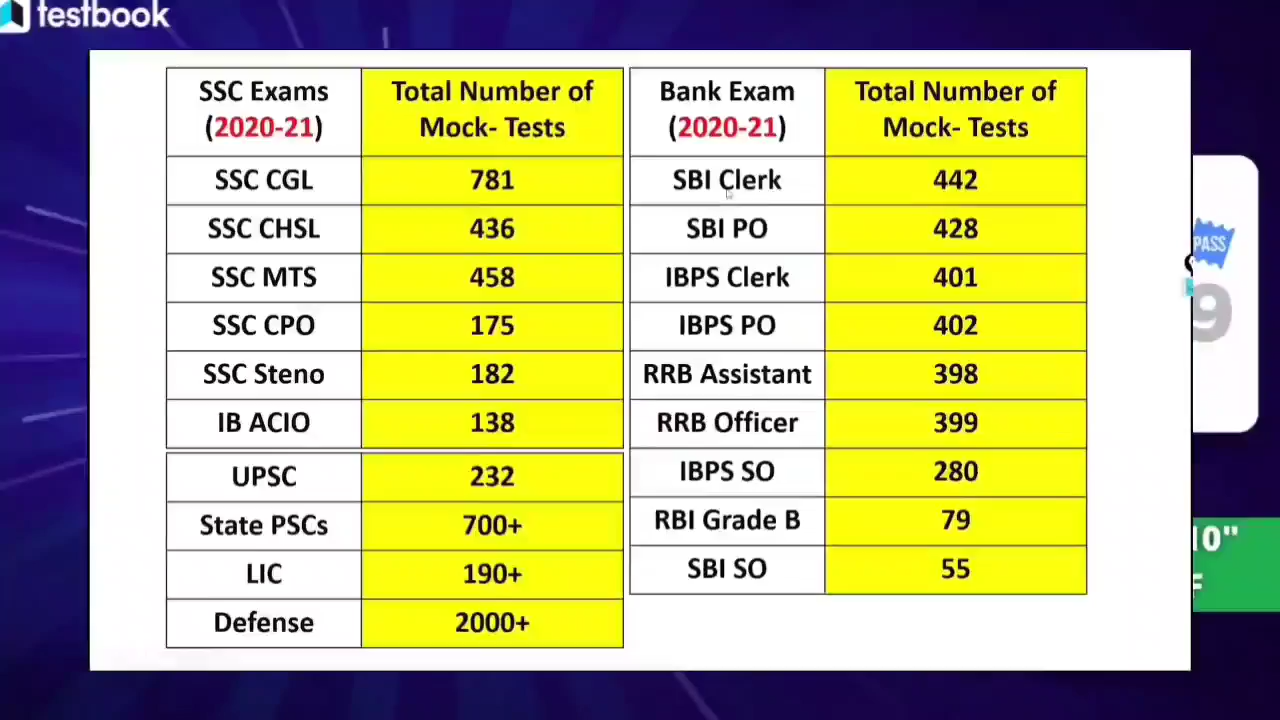 testbook
SSC Exams Total Number of
(2020-21) Mock- Tests
SSC CGL 781
SSC CHSL 436
SSC MTS 458
SSC CPO 175
SSC Steno 182
IB ACIO 138
UPSC 232
State PSCs 700+
LIC 190+
Defense 2000+
Bank Exam Total Number of
(2020-21) Mock- Tests
SBI Clerk 442
SBI PO 428
IBPS Clerk 401
IBPS PO 402
RRB Assistant 398
RRB Officer 399
IBPS SO 280
RBI Grade B 79
SBI SO 55
PASS
9
10"